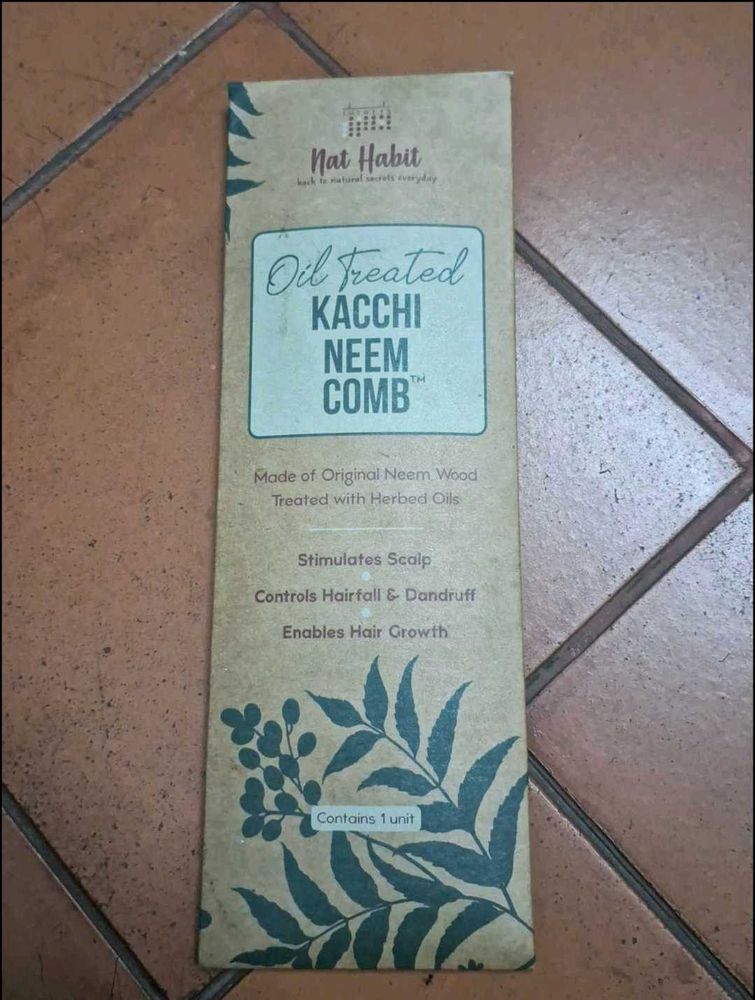 Nat Habit
back to natural secrets everyday
Oil Treated
KACCHI
NEEM
COMB™
Made of Original Neem Wood
Treated with Herbed Oils
Stimulates Scalp
Controls Hairfall & Dandruff
Enables Hair Growth
Contains 1 unit